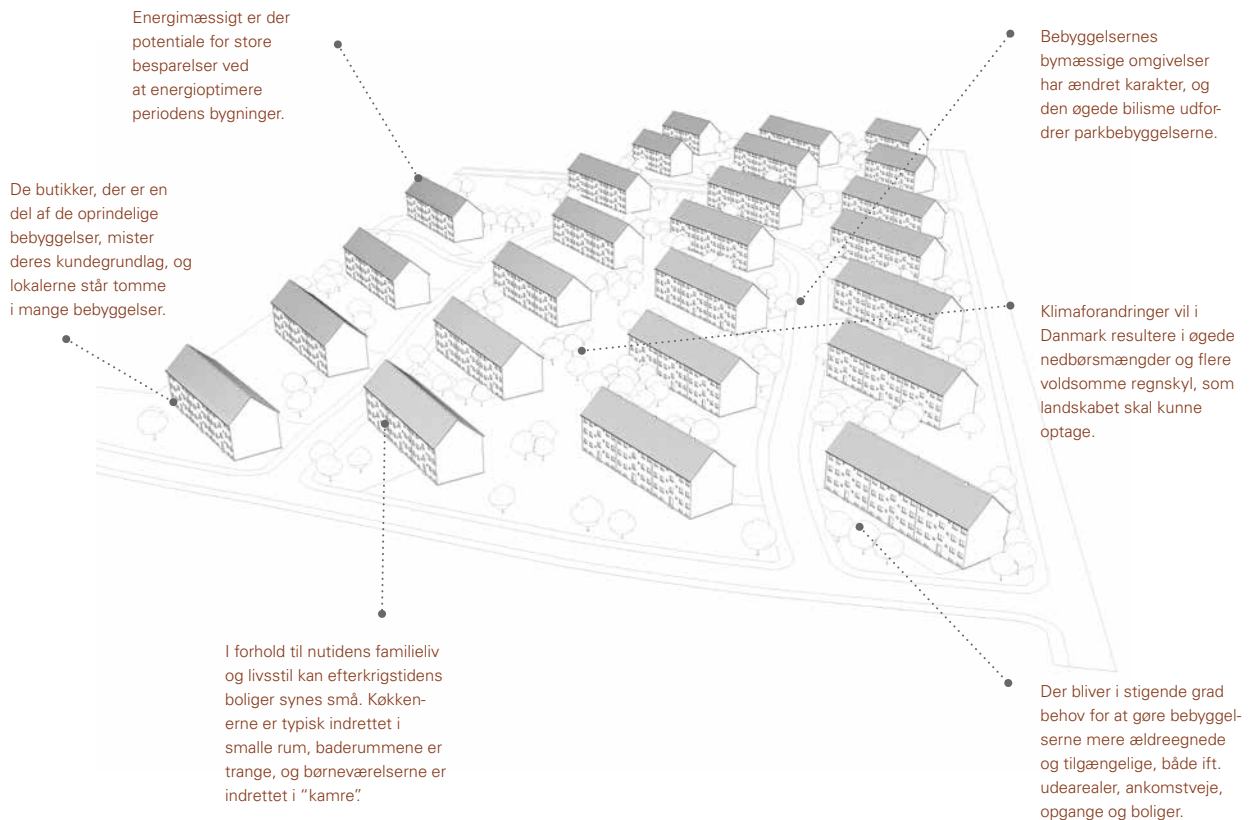 Energimæssigt er der
potentiale for store
besparelser ved
at energioptimere
periodens bygninger.
Bebyggelsernes
bymæssige omgivelser
har ændret karakter, og
den øgede bilisme udfor-
drer parkbebyggelserne.
De butikker, der er en
del af de oprindelige
bebyggelser, mister
deres kundegrundlag, og
lokalerne står tomme
i mange bebyggelser.
Klimaforandringer vil i
Danmark resultere i øgede
nedbørsmængder og flere
voldsomme regnskyl, som
landskabet skal kunne
optage.
I forhold til nutidens familieliv
og livsstil kan efterkrigstidens
boliger synes små. Køkken-
erne er typisk indrettet i
smalle rum, baderummene er
trange, og børneværelserne er
indrettet i “kamre”.
Der bliver i stigende grad
behov for at gøre bebyggel-
serne mere ældreegnede
og tilgængelige, både ift.
udearealer, ankomstveje,
opgange og boliger.